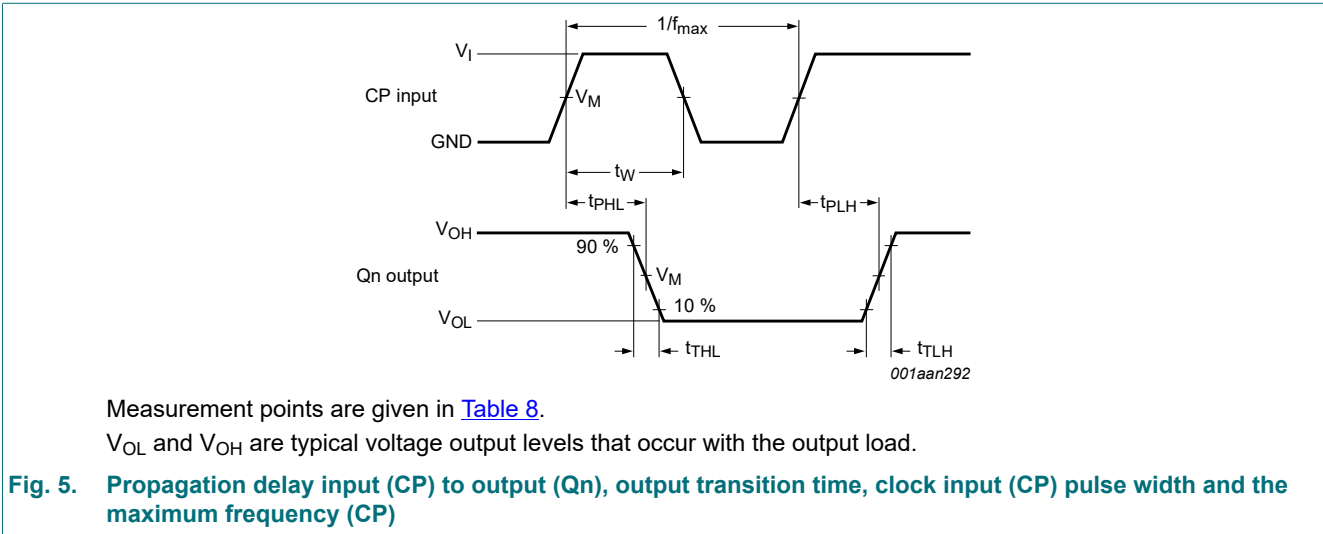 1/fmax
VI
CP input
VM
GND
tW
tPHL
tPLH
VOH
90 %
Qn output
VM
10 %
VOL
tTHL
tTLH
001aan292
Measurement points are given in Table 8.
VOL and VOH are typical voltage output levels that occur with the output load.
Fig. 5. Propagation delay input (CP) to output (Qn), output transition time, clock input (CP) pulse width and the
maximum frequency (CP)